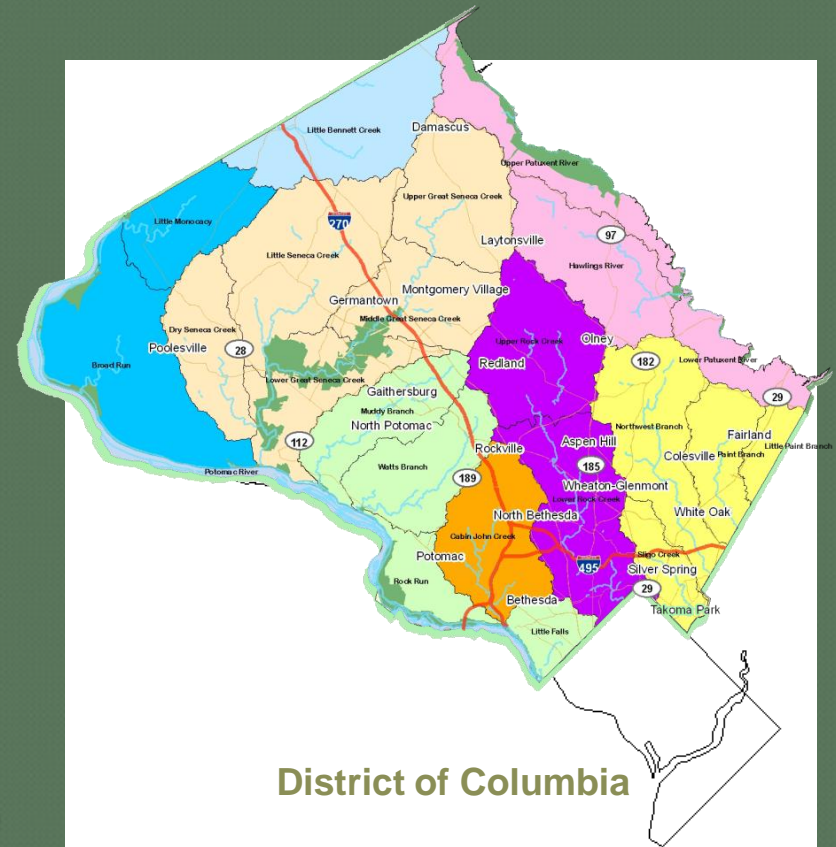 Little Bennett Creek
Damascus
Upper Patuxent River
Little Monocacy
270
Upper Great Seneca Creek
97
Laytonsville
Little Seneca Creek
Hawlings River
Montgomery Village
Germantown
Middle Great Seneca Creek
Dry Seneca Creek
Poolesville
28
Upper Rock Creek
Olney
Broad Run
Redland
182
Lower Patuxent River
Lower Great Seneca Creek
Gaithersburg
29
Muddy Branch
North Potomac
Northwest Branch
Fairland
112
Rockville
Aspen Hill
Little Paint Branch
Colesville
Paint Branch
Watts Branch
185
Potomac River
189
Wheaton-Glenmont
Lower Rock Creek
North Bethesda
White Oak
Cabin John Creek
Potomac
Sligo Creek
495
Silver Spring
Rock Run
29
Bethesda
Takoma Park
Little Falls
District of Columbia